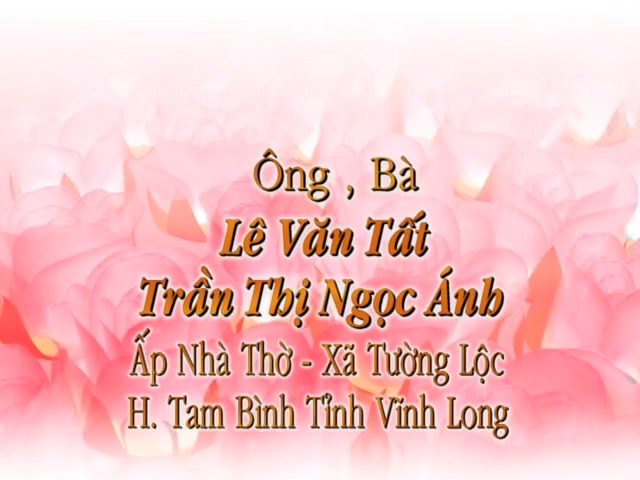 Ông , Bà
Lê Văn Tất
Trần Thị Ngọc Ánh
Ấp Nhà Thờ - Xã Tường Lộc
H. Tam Bình Tỉnh Vĩnh Long